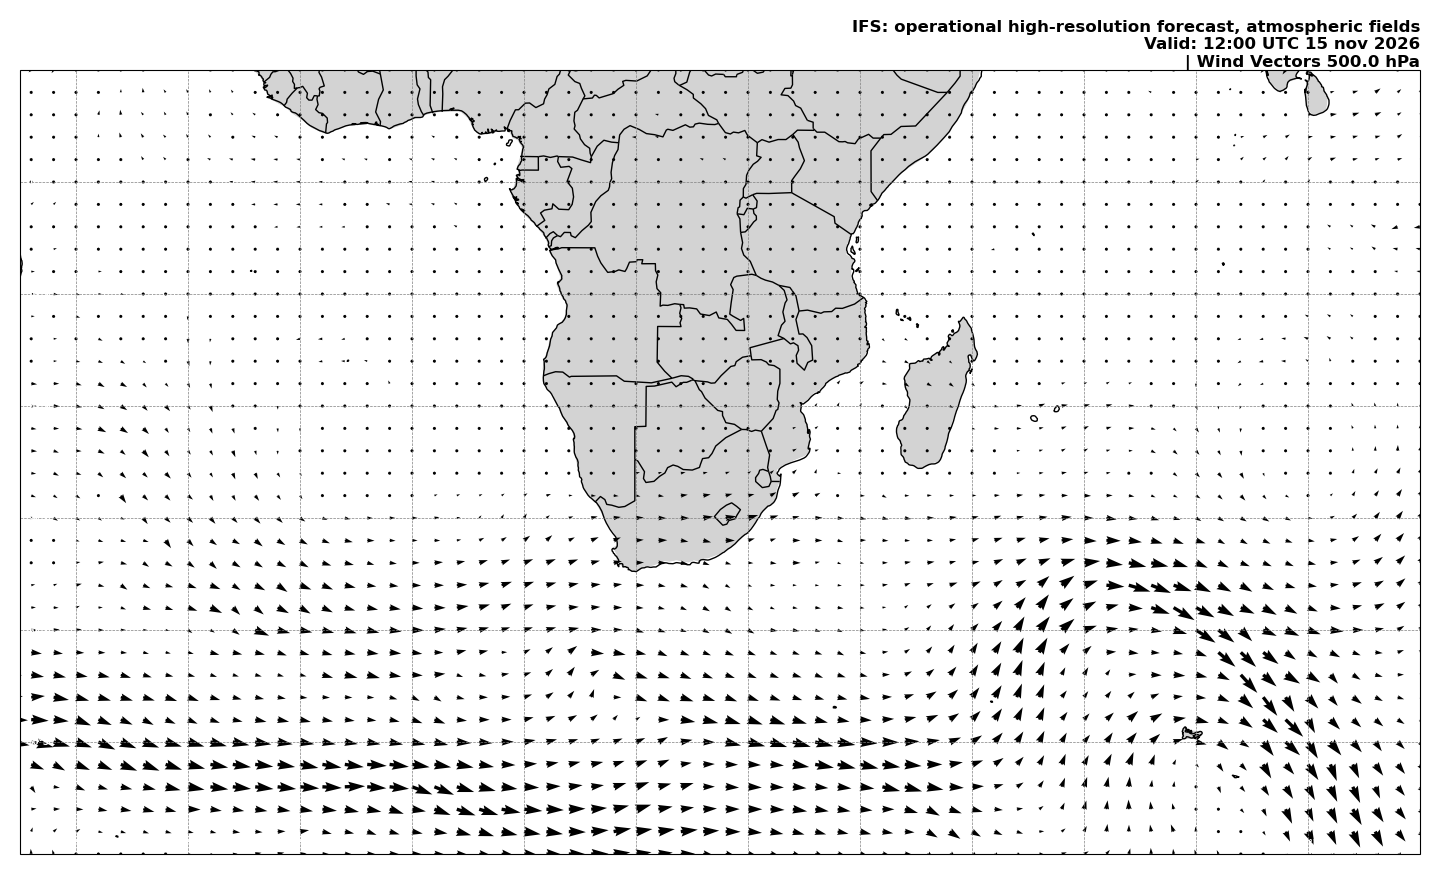 IFS: operational high-resolution forecast, atmospheric fields
Valid: 12:00 UTC 15 nov 2026
| Wind Vectors 500.0 hPa